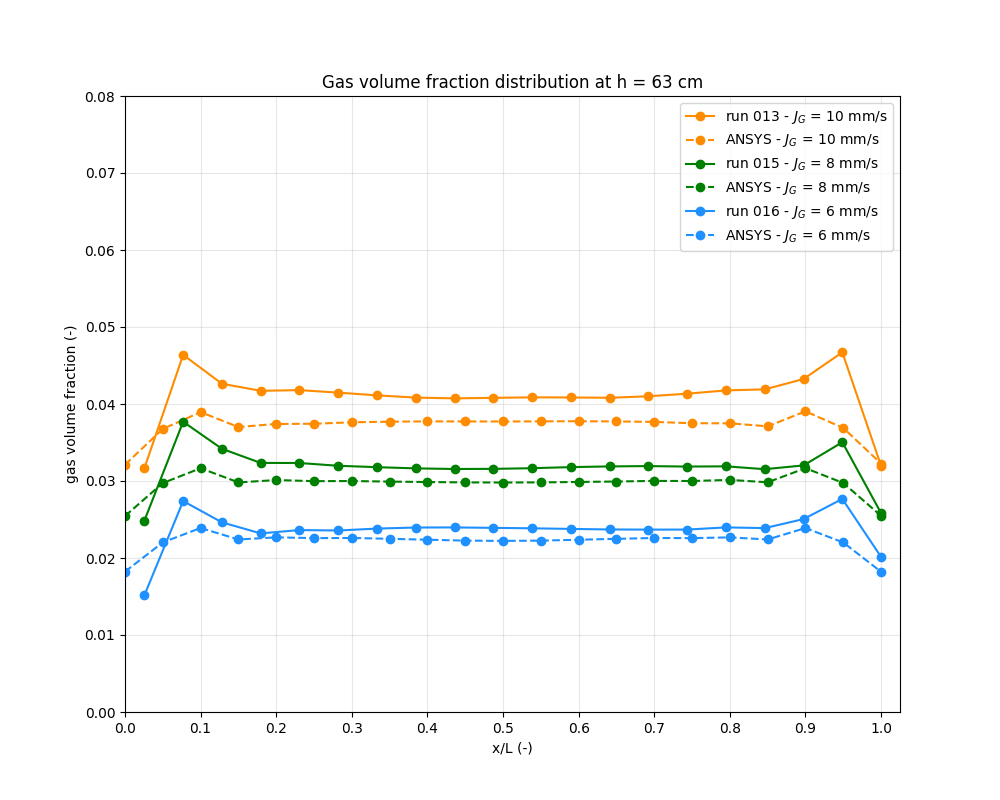 Gas volume fraction distribution at h = 63 cm
run 013 - J_G = 10 mm/s
ANSYS - J_G = 10 mm/s
run 015 - J_G = 8 mm/s
ANSYS - J_G = 8 mm/s
run 016 - J_G = 6 mm/s
ANSYS - J_G = 6 mm/s
gas volume fraction (-)
0.08
0.07
0.06
0.05
0.04
0.03
0.02
0.01
0.00
0.0 0.1 0.2 0.3 0.4 0.5 0.6 0.7 0.8 0.9 1.0
x/L (-)